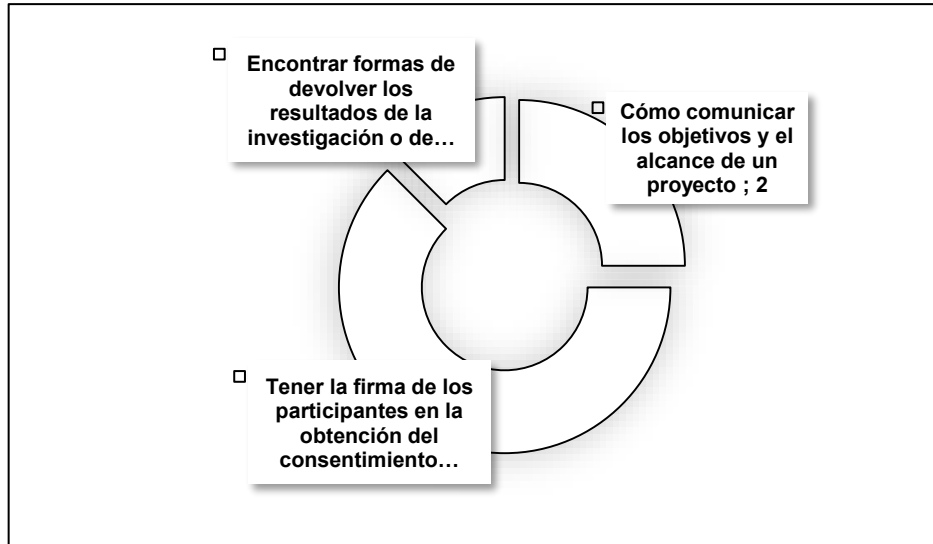 Encontrar formas de
devolver los
resultados de la
investigación o de…
Cómo comunicar
los objetivos y el
alcance de un
proyecto ; 2
Tener la firma de los
participantes en la
obtención del
consentimiento…